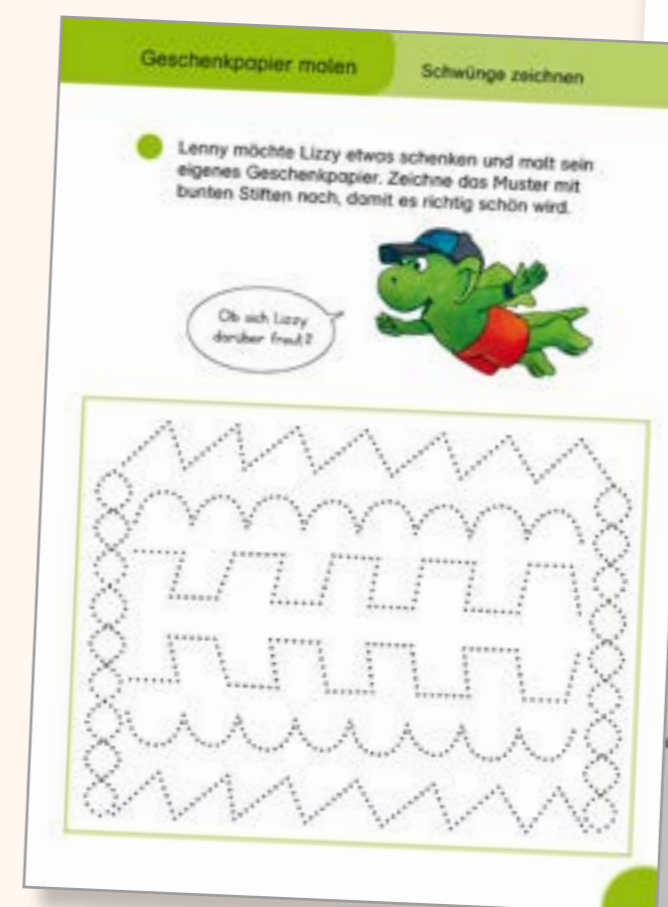 Geschenkpapier malen
Schwünge zeichnen
Lenny möchte Lizzy etwas schenken und malt sein
eigenes Geschenkpapier. Zeichne das Muster mit
bunten Stiften nach, damit es richtig schön wird.
Ob sich Lizzy
darüber freut?